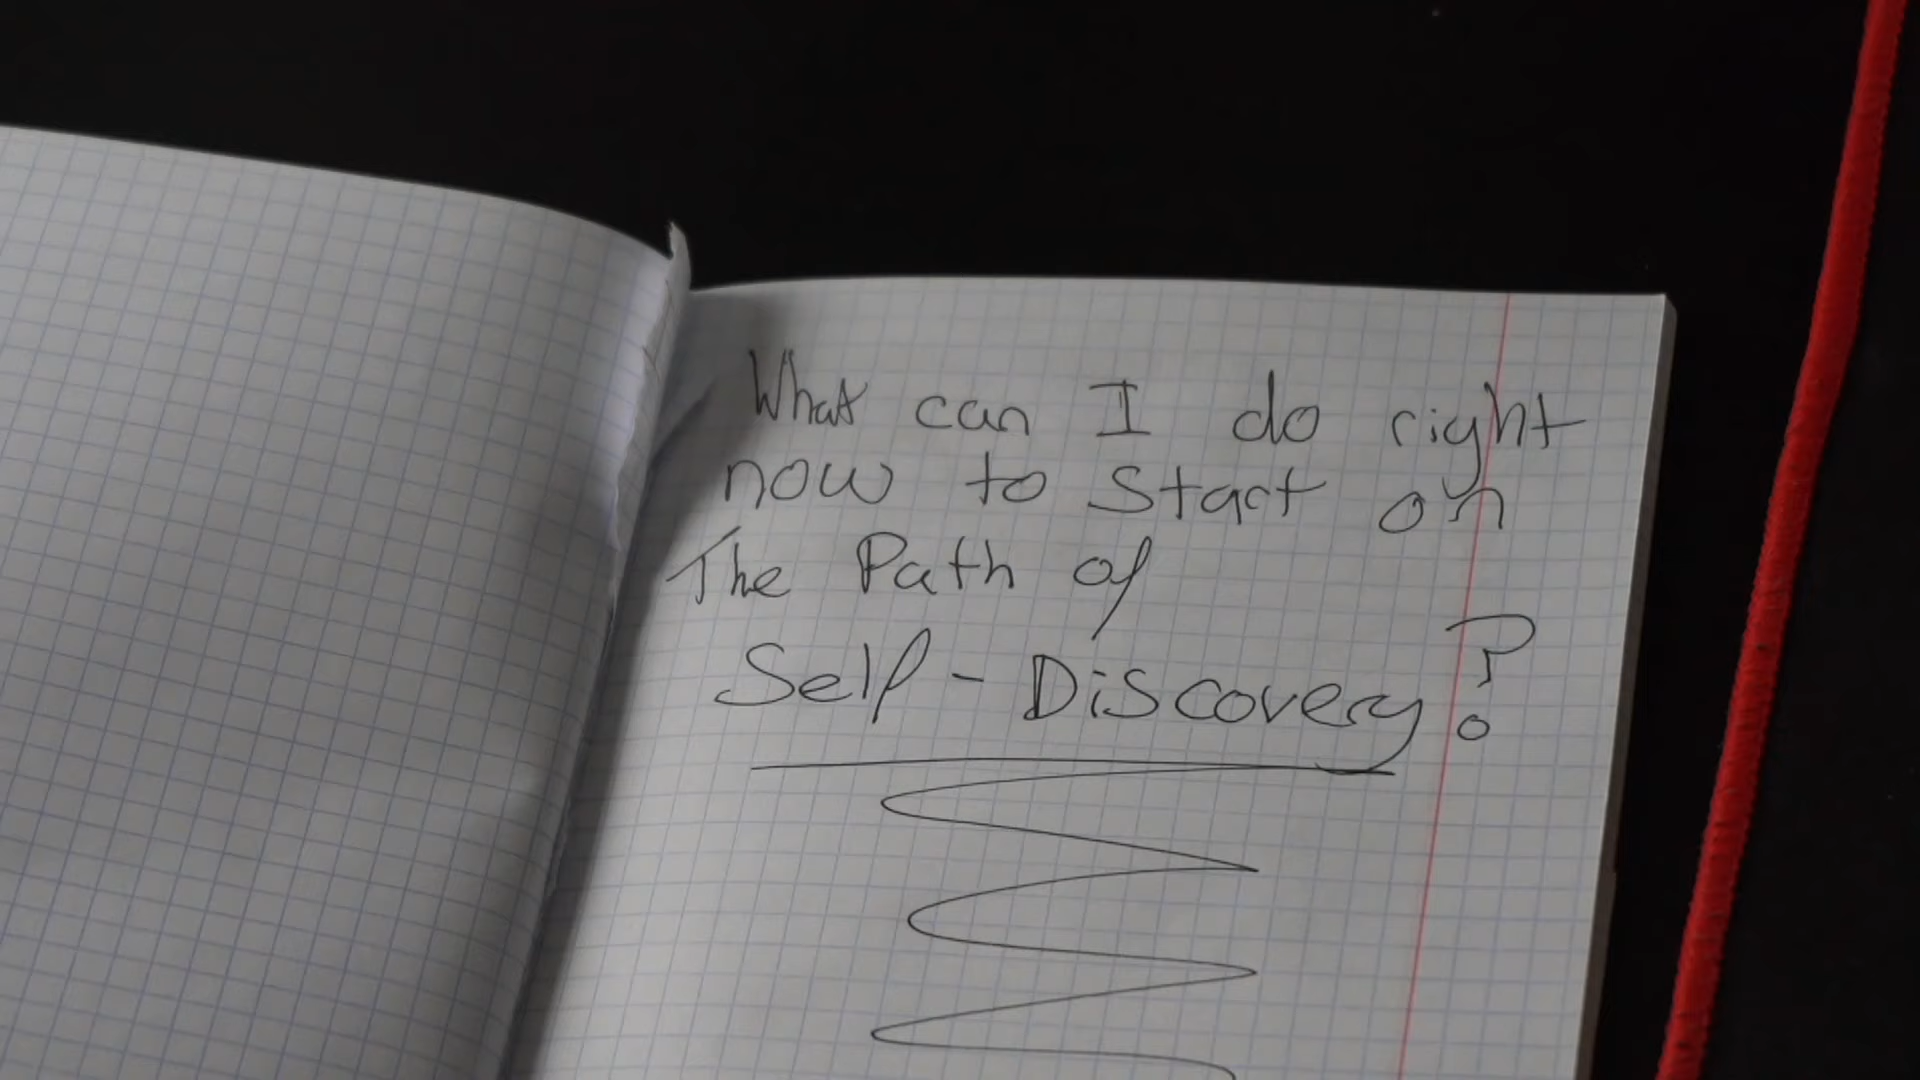 What can I do right
now to Start on
The Path of
Self-Discovery?